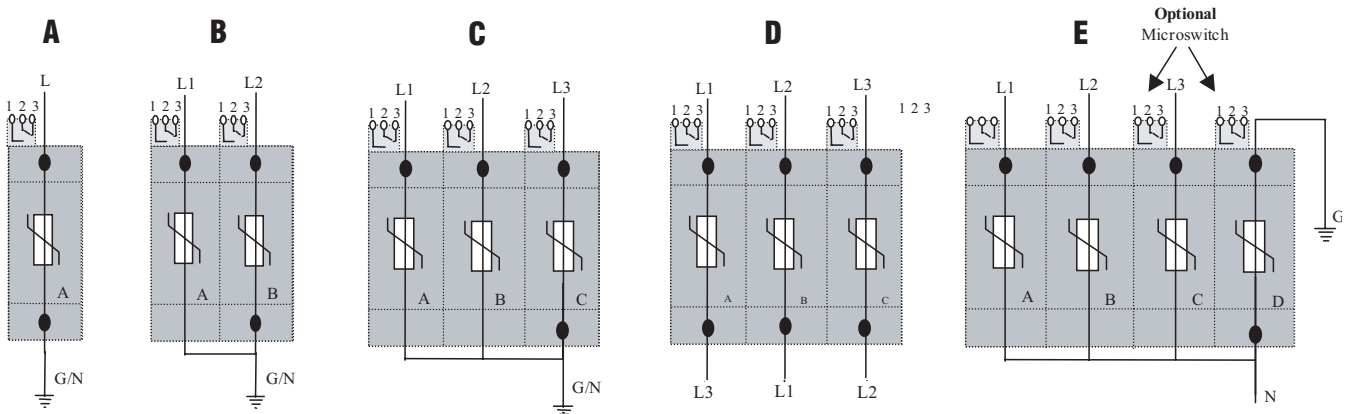 A B C D E
Optional
Microswitch
L
L1 L2
L1 L2 L3
L1 L2 L3
L1 L2 L3
1 2 3
1 2 3 1 2 3
1 2 3 1 2 3 1 2 3
1 2 3 1 2 3 1 2 3 1 2 3
1 2 3 1 2 3 1 2 3
A
A B
A B C
A B C
A B C D
G
G/N
G/N
G/N
L3 L1 L2
N